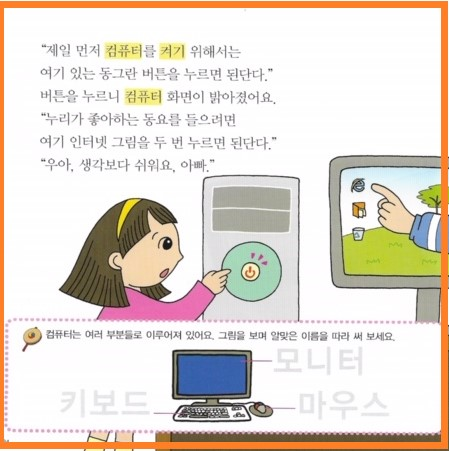 “제일 먼저 컴퓨터를 켜기 위해서는
여기 있는 동그란 버튼을 누르면 된단다.”
버튼을 누르니 컴퓨터 화면이 밝아졌어요.
“누리가 좋아하는 동요를 들으려면
여기 인터넷 그림을 두 번 누르면 된단다.”
“우아, 생각보다 쉬워요, 아빠.”
컴퓨터는 여러 부분들로 이루어져 있어요. 그림을 보며 알맞은 이름을 따라 써 보세요.
모니터
키보드
마우스